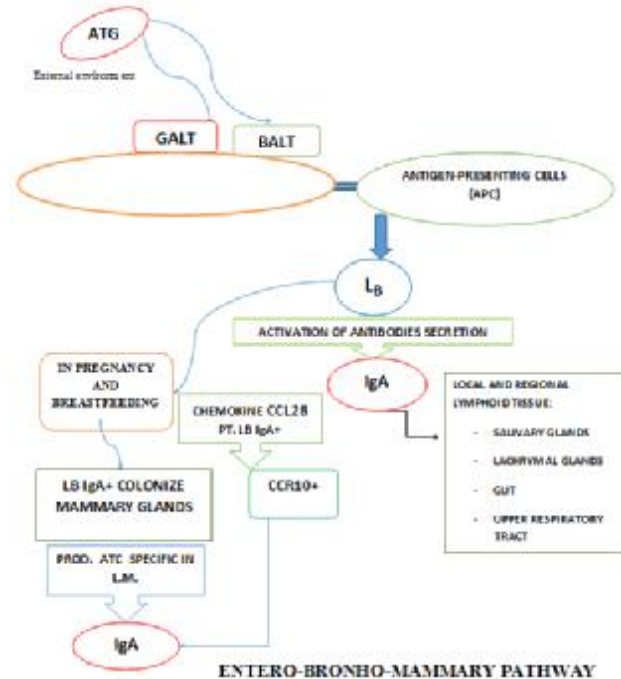 ATG
External environment
GALT
BALT
ANTIGEN-PRESENTING CELLS
(APC)
LB
ACTIVATION OF ANTIBODIES SECRETION
IgA
IN PREGNANCY
AND
BREASTFEEDING
CHEMOKINE CCL28
PT. LB IgA+
LOCAL AND REGIONAL
LYMPHOID TISSUE:
- SALIVARY GLANDS
- LACHRYMAL GLANDS
- GUT
- UPPER RESPIRATORY
TRACT
LB IgA+ COLONIZE
MAMMARY GLANDS
CCR10+
PROD. ATC SPECIFIC IN
L.M.
IgA
ENTERO-BRONHO-MAMMARY PATHWAY